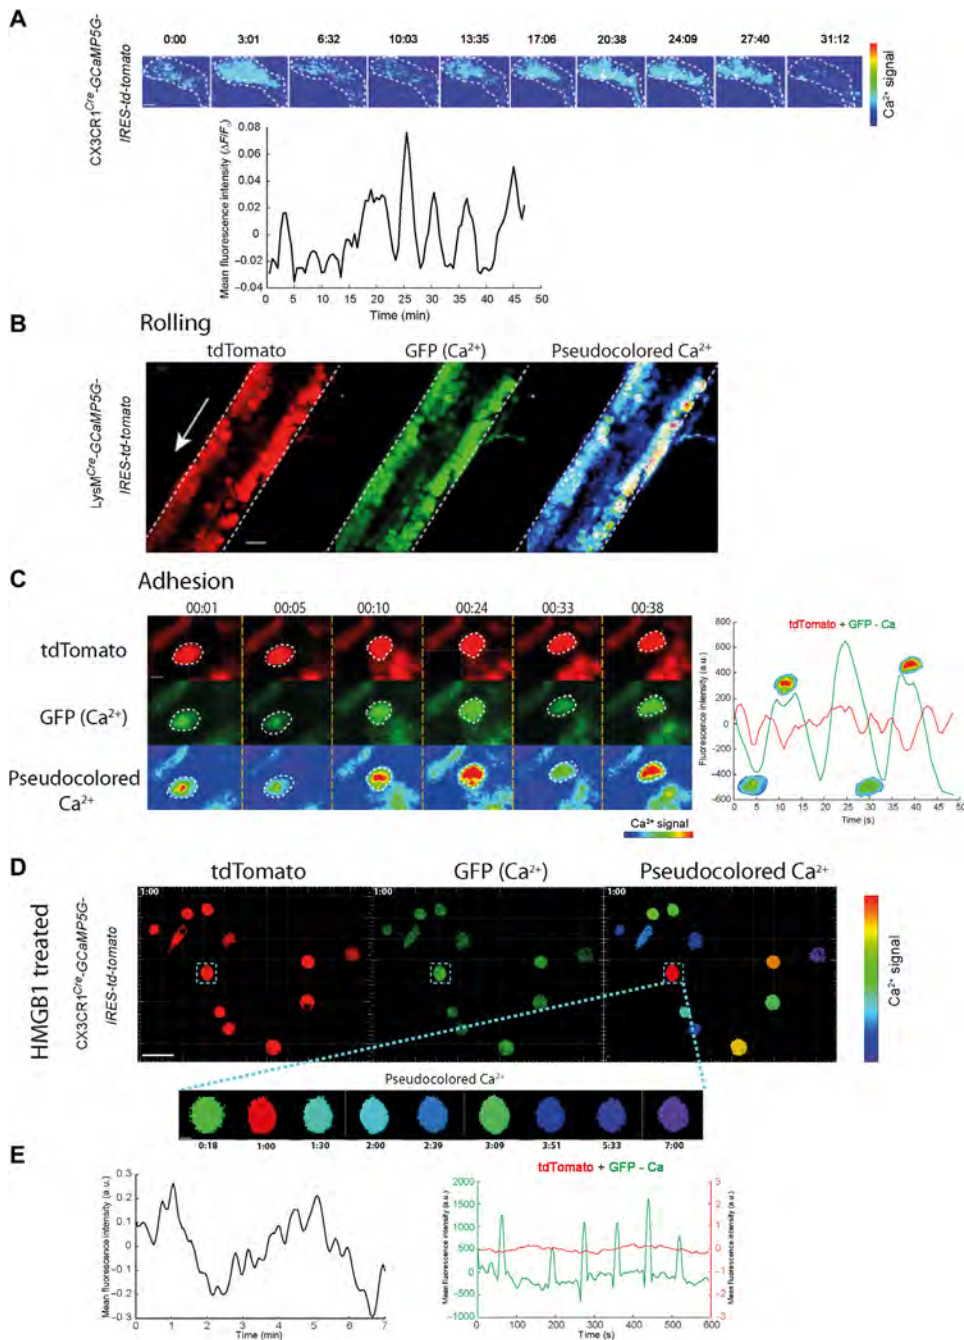 A
CX3CR1Cre-GCaMP5G-
IRES-td-tomato
0:00 3:01 6:32 10:03 13:35 17:06 20:38 24:09 27:40 31:12
Ca2+ signal
Mean fluorescence intensity (ΔF/F0)
0.08
0.06
0.04
0.02
0
−0.02
−0.04
0 5 10 15 20 25 30 35 40 45 50
Time (min)
B
Rolling
tdTomato GFP (Ca2+) Pseudocolored Ca2+
LysMCre-GCaMP5G-
IRES-td-tomato
C
Adhesion
00:01 00:05 00:10 00:24 00:33 00:38
tdTomato
GFP (Ca2+)
Pseudocolored
Ca2+
Ca2+ signal
tdTomato + GFP - Ca
Fluorescence intensity (a.u.)
800
600
400
200
0
−200
−400
−600
0 5 10 15 20 25 30 35 40 45 50
Time (s)
D
tdTomato GFP (Ca2+) Pseudocolored Ca2+
HMGB1 treated
CX3CR1Cre-GCaMP5G-
IRES-td-tomato
1:00 1:00 1:00
Ca2+ signal
Pseudocolored Ca2+
0:18 1:00 1:30 2:00 2:39 3:09 3:51 5:33 7:00
E
Mean fluorescence intensity (a.u.)
0.3
0.2
0.1
0
−0.1
−0.2
−0.3
0 1 2 3 4 5 6 7
Time (min)
tdTomato + GFP - Ca
Mean fluorescence intensity (a.u.)
2000
1500
1000
500
0
−500
−1000
0 100 200 300 400 500 600
Time (s)
3
2
1
0
−1
−2
−3
Mean fluorescence intensity (a.u.)